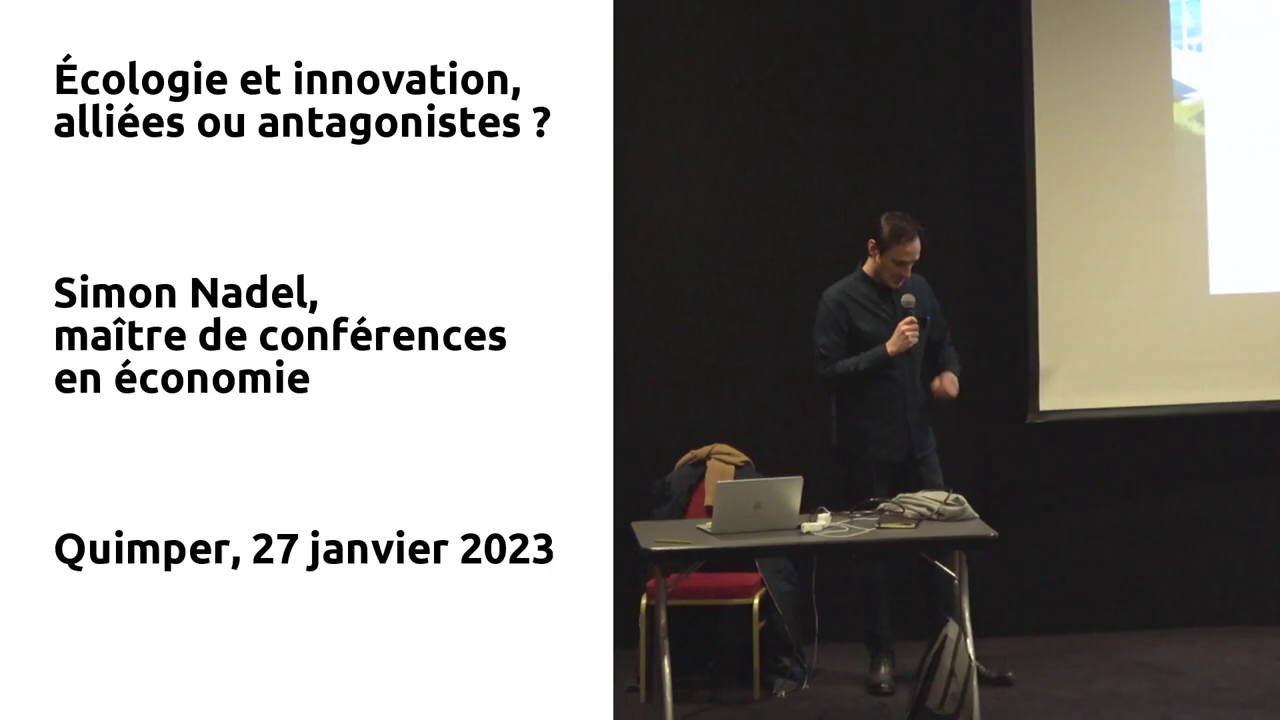 Écologie et innovation,
alliées ou antagonistes ?
Simon Nadel,
maître de conférences
en économie
Quimper, 27 janvier 2023